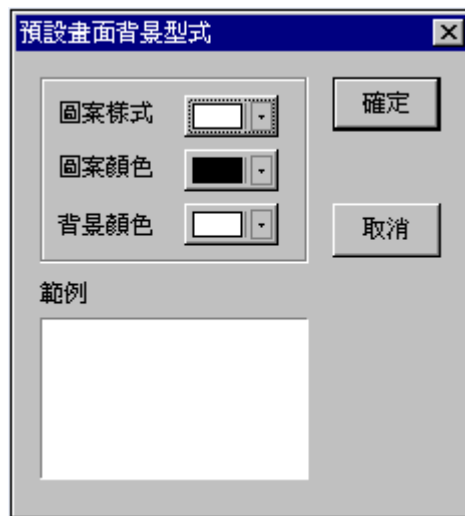 預設畫面背景型式
圖案樣式
確定
圖案顏色
背景顏色
取消
範例